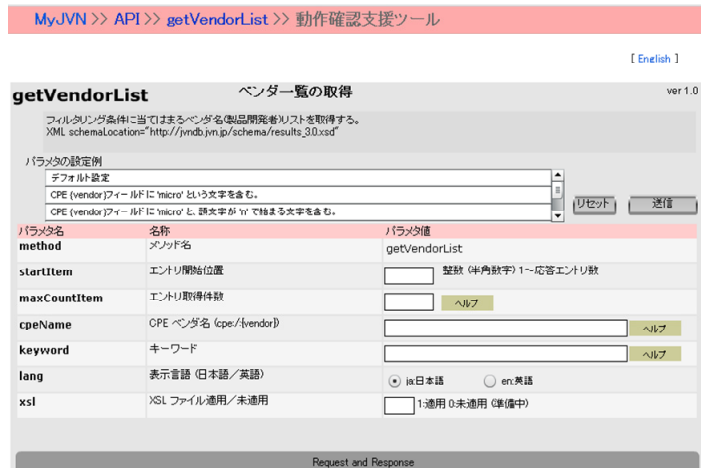 MyJVN >> API >> getVendorList >> 動作確認支援ツール
[ English ]
getVendorList ベンダ一覧の取得 ver 1.0
フィルタリング条件に当てはまるベンダ名(製品開発者)リストを取得する。
XML schemaLocation="http://jvndb.jvn.jp/schema/results_3.0.xsd"
パラメタの設定例
デフォルト設定
CPE (vendor)フィールドに 'micro' という文字を含む。
CPE (vendor)フィールドに 'micro' と、頭文字が 'n' で始まる文字を含む。
リセット 送信
パラメタ名 名称 パラメタ値
method メソッド名 getVendorList
startItem エントリ開始位置 整数 (半角数字) 1~-応答エントリ数
maxCountItem エントリ取得件数 ヘルプ
cpeName CPE ベンダ名 (cpe:/-:{vendor}) ヘルプ
keyword キーワード ヘルプ
lang 表示言語 (日本語／英語) ja:日本語 en:英語
xsl XSL ファイル適用／未適用 1:適用 0:未適用 (準備中)
Request and Response